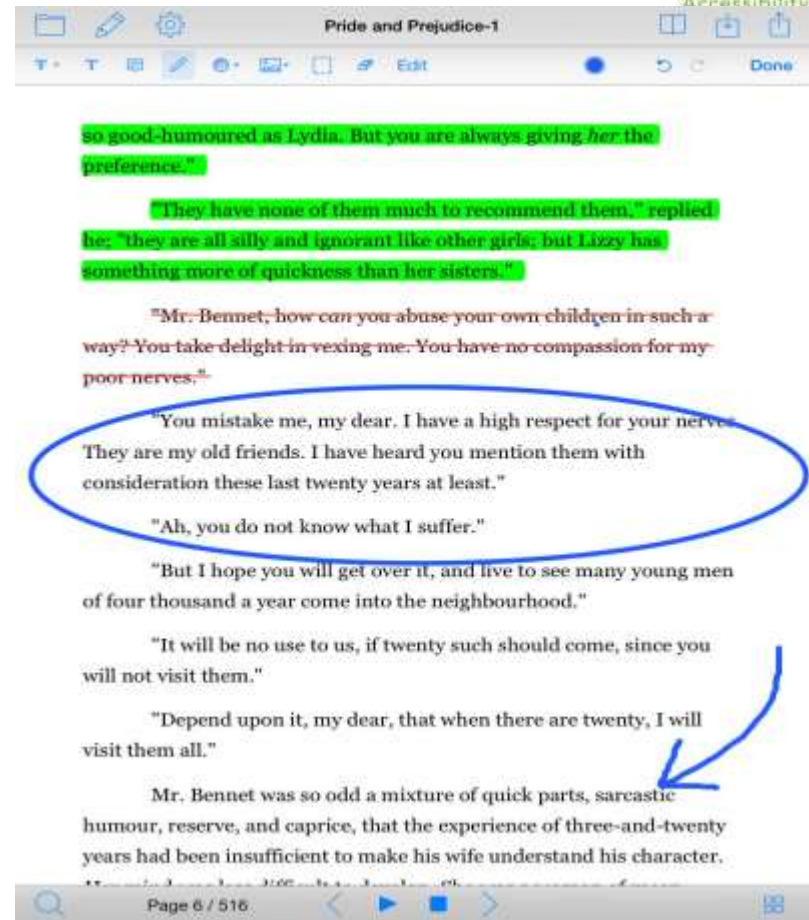 Accessibility
Pride and Prejudice-1
T T Edit Done
so good-humoured as Lydia. But you are always giving her the
preference."
"They have none of them much to recommend them," replied
he; "they are all silly and ignorant like other girls; but Lizzy has
something more of quickness than her sisters."
"Mr. Bennet, how can you abuse your own children in such a
way? You take delight in vexing me. You have no compassion for my
poor nerves."
"You mistake me, my dear. I have a high respect for your nerves.
They are my old friends. I have heard you mention them with
consideration these last twenty years at least."
"Ah, you do not know what I suffer."
"But I hope you will get over it, and live to see many young men
of four thousand a year come into the neighbourhood."
"It will be no use to us, if twenty such should come, since you
will not visit them."
"Depend upon it, my dear, that when there are twenty, I will
visit them all."
Mr. Bennet was so odd a mixture of quick parts, sarcastic
humour, reserve, and caprice, that the experience of three-and-twenty
years had been insufficient to make his wife understand his character.
Page 6 / 516